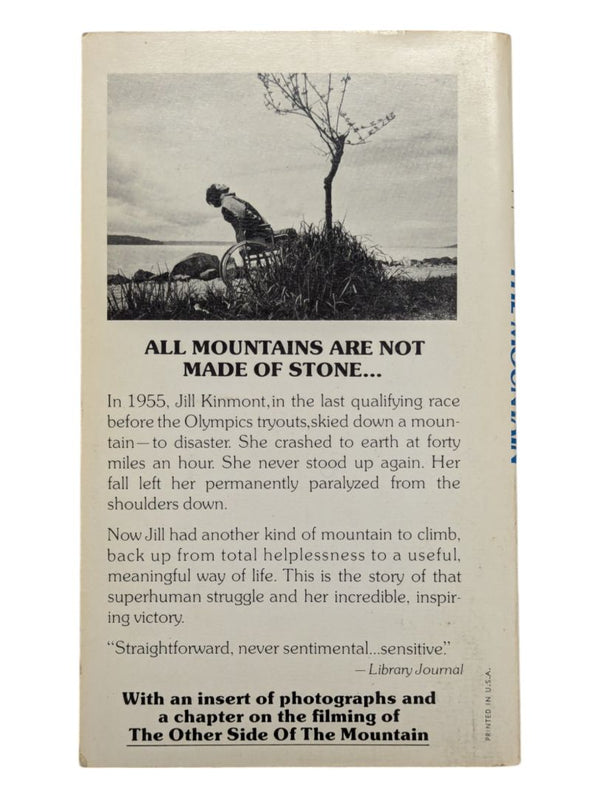 ALL MOUNTAINS ARE NOT
MADE OF STONE...
In 1955, Jill Kinmont, in the last qualifying race
before the Olympics tryouts, skied down a moun-
tain—to disaster. She crashed to earth at forty
miles an hour. She never stood up again. Her
fall left her permanently paralyzed from the
shoulders down.
Now Jill had another kind of mountain to climb,
back up from total helplessness to a useful,
meaningful way of life. This is the story of that
superhuman struggle and her incredible, inspir-
ing victory.
“Straightforward, never sentimental...sensitive.”
—Library Journal
With an insert of photographs and
a chapter on the filming of
The Other Side Of The Mountain
PRINTED IN U.S.A.
THE MOUNTAIN